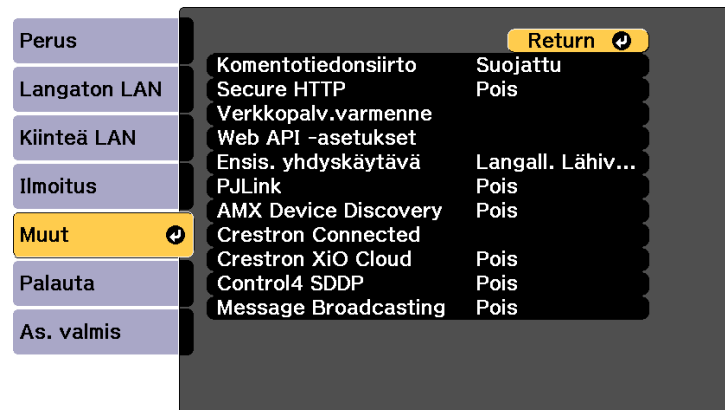 Perus
Langaton LAN
Kiinteä LAN
Ilmoitus
Muut
Palauta
As. valmis
Return
Komentotiedonsiirto Suojattu
Secure HTTP Pois
Verkkopalv.varmenne
Web API -asetukset
Ensis. yhdyskäytävä Langall. Lähiv...
PJLink Pois
AMX Device Discovery Pois
Crestron Connected
Crestron XiO Cloud Pois
Control4 SDDP Pois
Message Broadcasting Pois